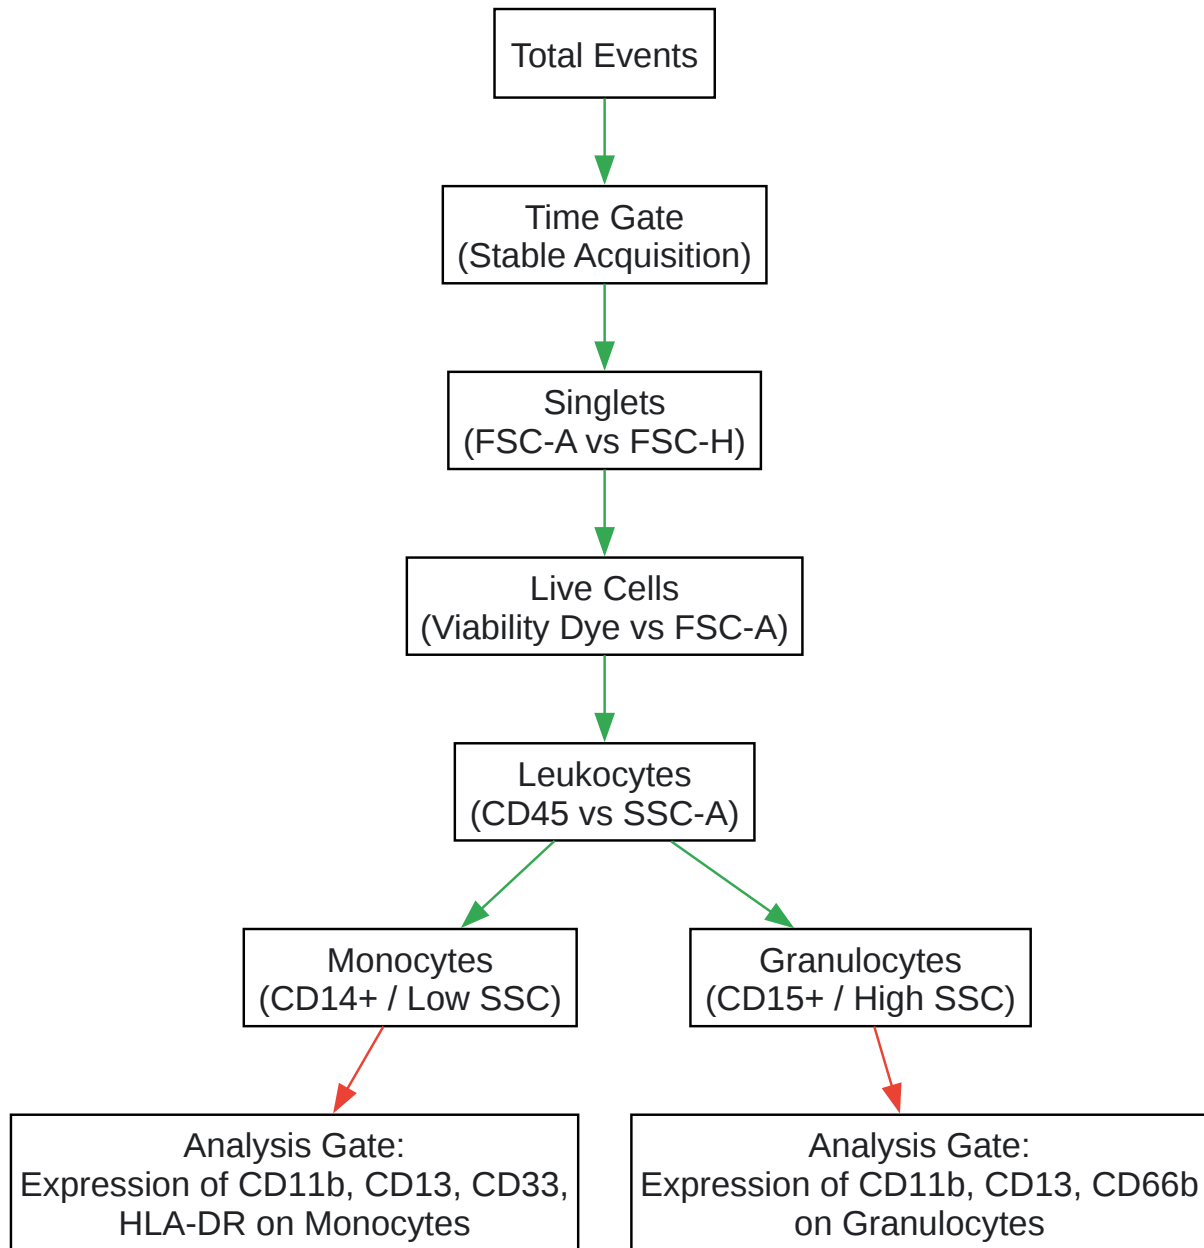 Total Events
Time Gate
(Stable Acquisition)
Singlets
(FSC-A vs FSC-H)
Live Cells
(Viability Dye vs FSC-A)
Leukocytes
(CD45 vs SSC-A)
Monocytes
(CD14+ / Low SSC)
Granulocytes
(CD15+ / High SSC)
Analysis Gate:
Expression of CD11b, CD13, CD33,
HLA-DR on Monocytes
Analysis Gate:
Expression of CD11b, CD13, CD66b
on Granulocytes